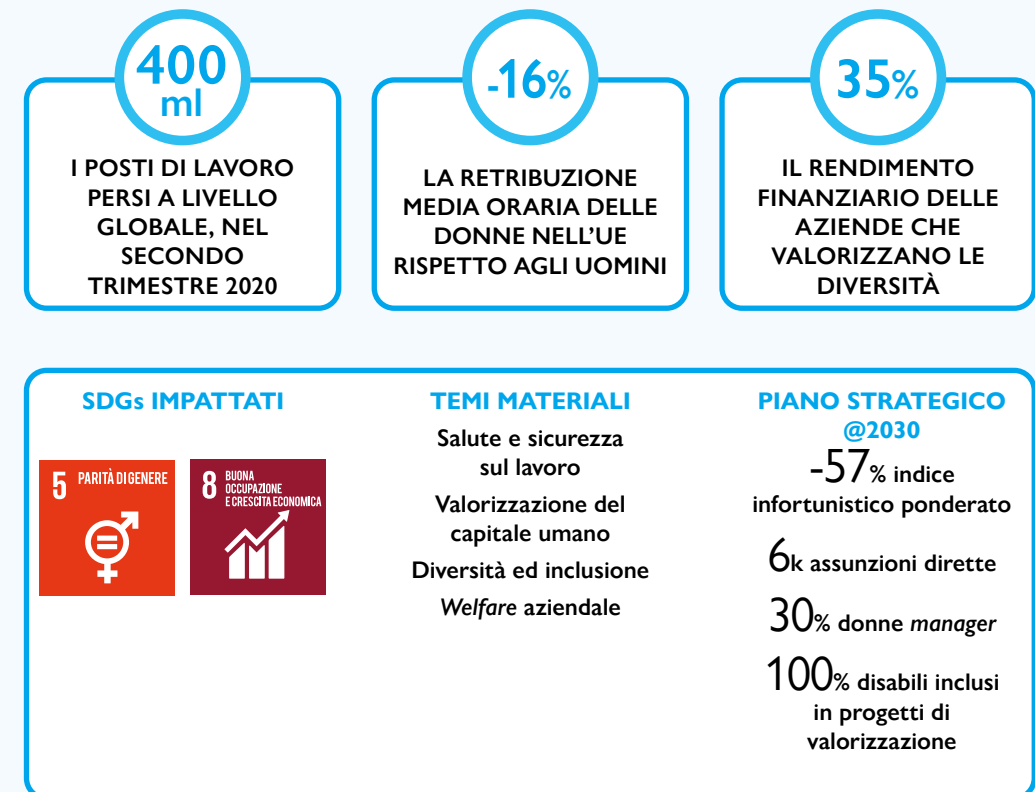 400
ml
I POSTI DI LAVORO
PERSI A LIVELLO
GLOBALE, NEL
SECONDO
TRIMESTRE 2020
-16%
LA RETRIBUZIONE
MEDIA ORARIA DELLE
DONNE NELL'UE
RISPETTO AGLI UOMINI
35%
IL RENDIMENTO
FINANZIARIO DELLE
AZIENDE CHE
VALORIZZANO LE
DIVERSITÀ
SDGs IMPATTATI
5 PARITÀ DI GENERE
8 BUONA
OCCUPAZIONE
E CRESCITA ECONOMICA
TEMI MATERIALI
Salute e sicurezza
sul lavoro
Valorizzazione del
capitale umano
Diversità ed inclusione
Welfare aziendale
PIANO STRATEGICO
@2030
-57% indice
infortunistico ponderato
6k assunzioni dirette
30% donne manager
100% disabili inclusi
in progetti di
valorizzazione